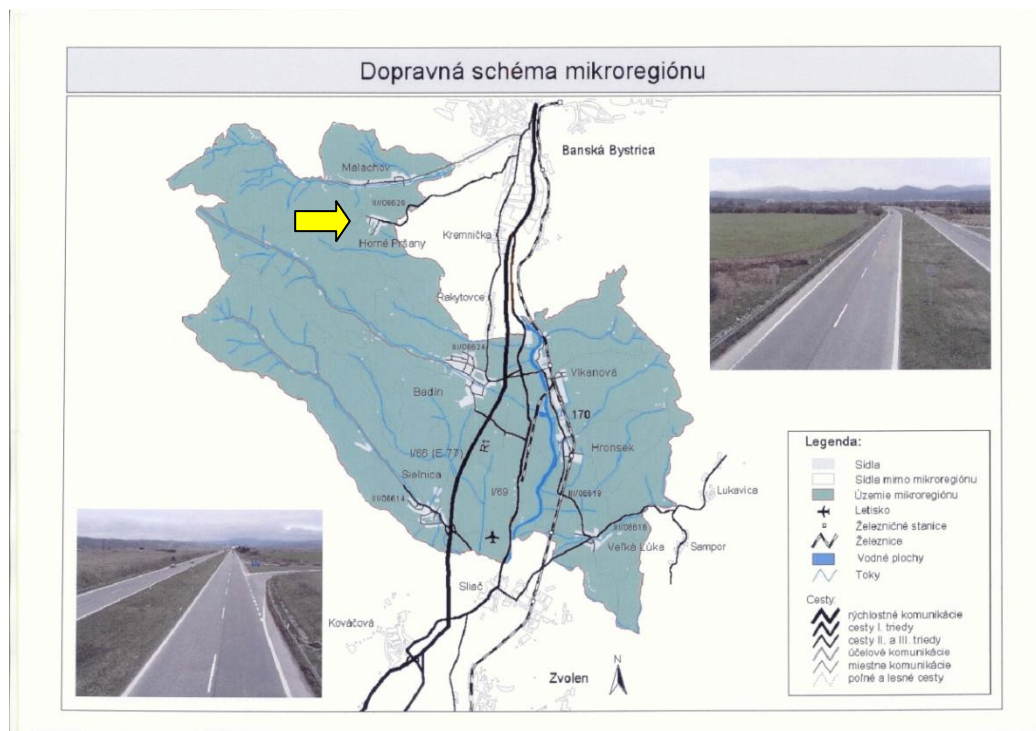 Dopravná schéma mikroregiónu
Banská Bystrica
Malachov
III/06626
Horné Pršany
Kremnička
Rakytovce
III/06624
Vlkanová
Badín
170
I/66 (E 77)
R1
Hronsek
Sielnica
I/69
III/06614
III/06619
Lukavica
III/06618
Veľká Lúka
Sampor
Sliač
Kováčová
Zvolen
N
Legenda:
Sídla
Sídla mimo mikroregiónu
Územie mikroregiónu
Letisko
Železničné stanice
Železnice
Vodné plochy
Toky
Cesty:
rýchlostné komunikácie
cesty I. triedy
cesty II. a III. triedy
účelové komunikácie
miestne komunikácie
poľné a lesné cesty